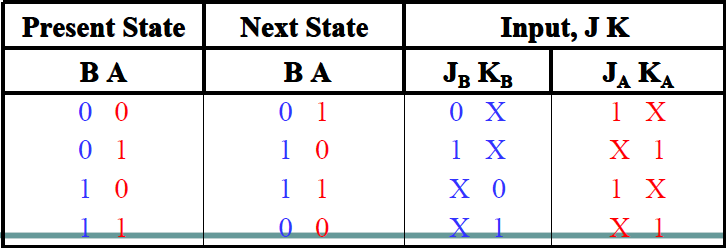 Present State Next State Input, J K
B A B A J_B K_B J_A K_A
0 0 0 1 0 X 1 X
0 1 1 0 1 X X 1
1 0 1 1 X 0 1 X
1 1 0 0 X 1 X 1